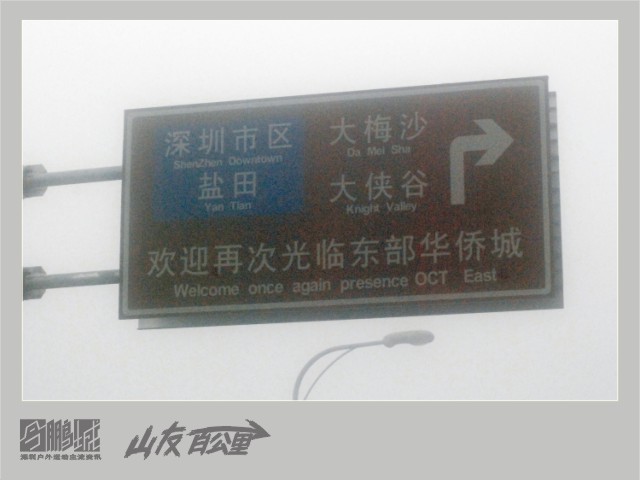 深圳市区
ShenZhen Downtown
盐田
Yan Tian
大梅沙
Da Mei Sha
大侠谷
Knight Valley
欢迎再次光临东部华侨城
Welcome once again presence OCT East
山友百公里